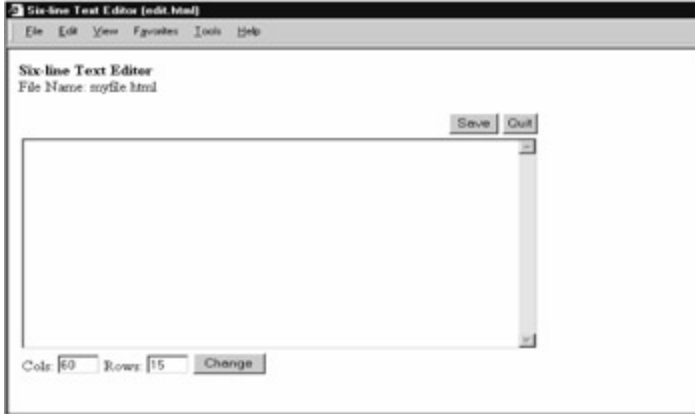 Six-line Text Editor (edit.html)
File Edit View Favorites Tools Help
Six-line Text Editor
File Name: myfile.html
Save Quit
Cols: 60 Rows: 15 Change